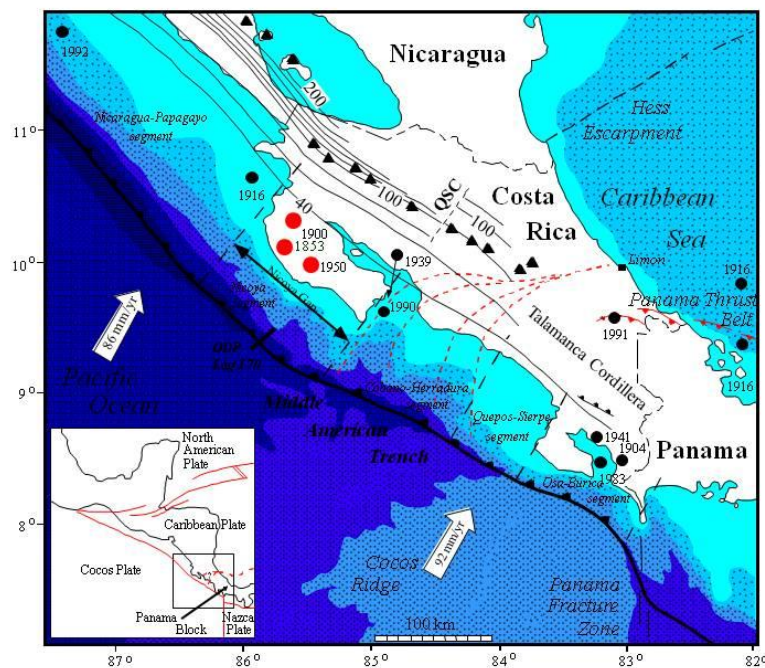 1992
Nicaragua
200
Hess
Escarpment
Nicaragua-Papagayo
segment
11°
1916
100
QSC
Costa
Rica
100
Caribbean
Sea
40
1900
1853
1950
1939
Limon
10°
1916
Nicoya Gap
Nicoya
segment
86 mm/yr
1990
Panama Thrust
Belt
1991
1916
Talamanca Cordillera
9°
Pacific
Ocean
Cobano-Herradura
segment
Middle
American
Trench
Quepos-Sierpe
segment
1941
1904
1983
Panama
Osa-Burica
segment
8°
92 mm/yr
Cocos
Ridge
Panama
Fracture
Zone
100 km
North
American
Plate
Caribbean Plate
Cocos Plate
Panama
Block
Nazca
Plate
87°
86°
85°
84°
83°
82°